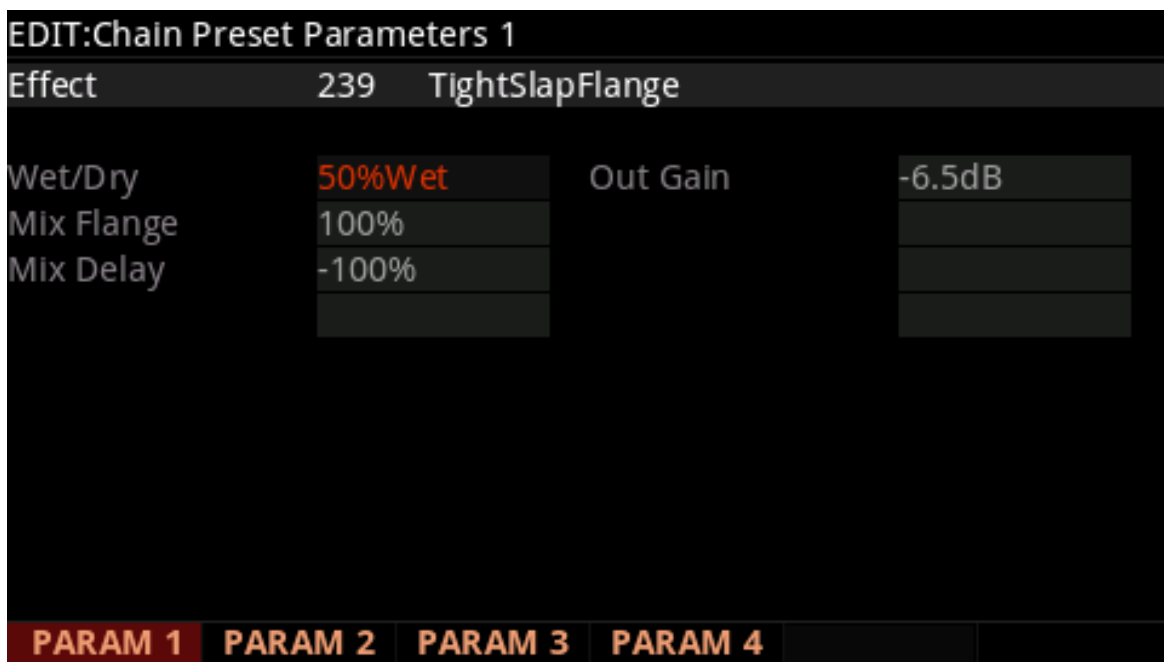 EDIT:Chain Preset Parameters 1
Effect 239 TightSlapFlange
Wet/Dry 50%Wet Out Gain -6.5dB
Mix Flange 100%
Mix Delay -100%
PARAM 1 PARAM 2 PARAM 3 PARAM 4